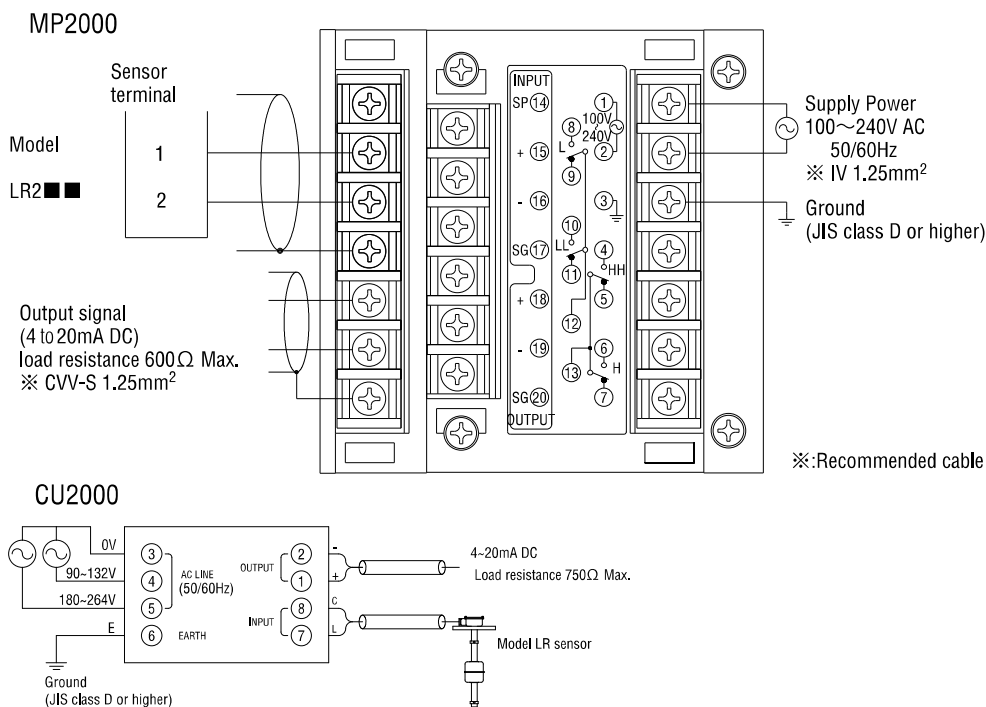 MP2000
Sensor
terminal
Model
LR2■■
1
2
Output signal
(4 to 20mA DC)
load resistance 600Ω Max.
※ CVV-S 1.25mm²
INPUT
SP⑭
+ ⑮
- ⑯
SG⑰
+ ⑱
- ⑲
SG⑳
OUTPUT
①
100V
240V
②
⑧
L
⑨
③
⑩
LL
⑪
④
HH
⑤
⑫
⑥
H
⑬
⑦
Supply Power
100～240V AC
50/60Hz
※ IV 1.25mm²
Ground
(JIS class D or higher)
※:Recommended cable
CU2000
0V
90~132V
180~264V
E
③
④
⑤
⑥
AC LINE
(50/60Hz)
EARTH
OUTPUT
②
①
INPUT
⑧
⑦
-
+
C
L
4~20mA DC
Load resistance 750Ω Max.
Model LR sensor
Ground
(JIS class D or higher)